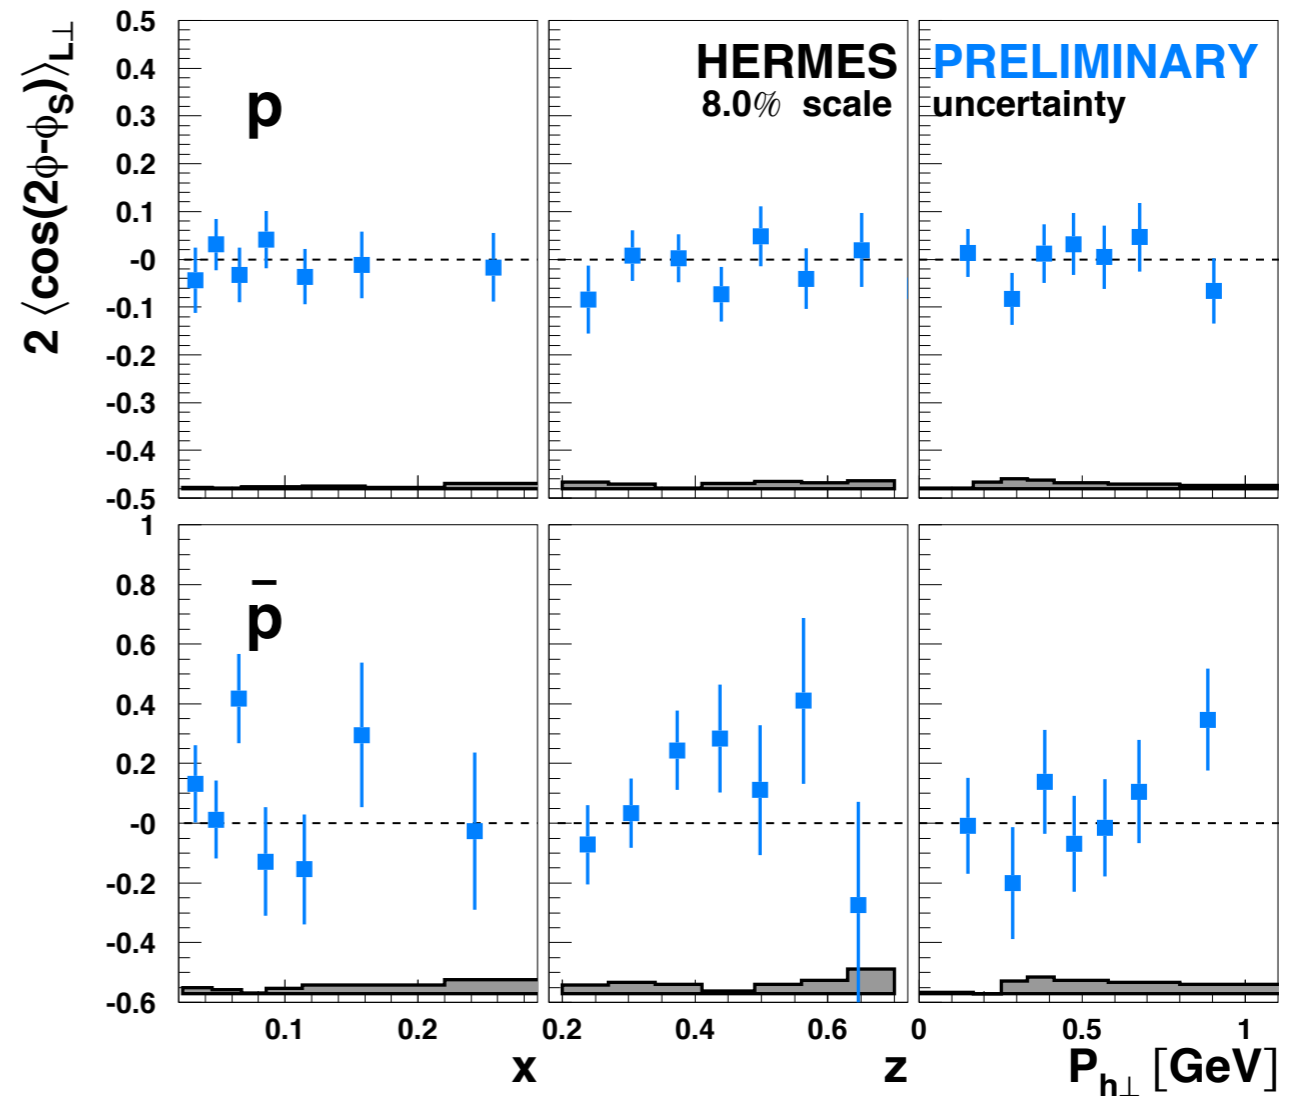 2 ⟨cos(2ϕ-ϕS)⟩L⊥
0.5
0.4
0.3
0.2
0.1
-0
-0.1
-0.2
-0.3
-0.4
-0.5
p
HERMES PRELIMINARY
8.0% scale uncertainty
1
0.8
0.6
0.4
0.2
-0
-0.2
-0.4
-0.6
p̄
0.1 0.2
0.2 0.4 0.6
0 0.5 1
x
z
Ph⊥ [GeV]